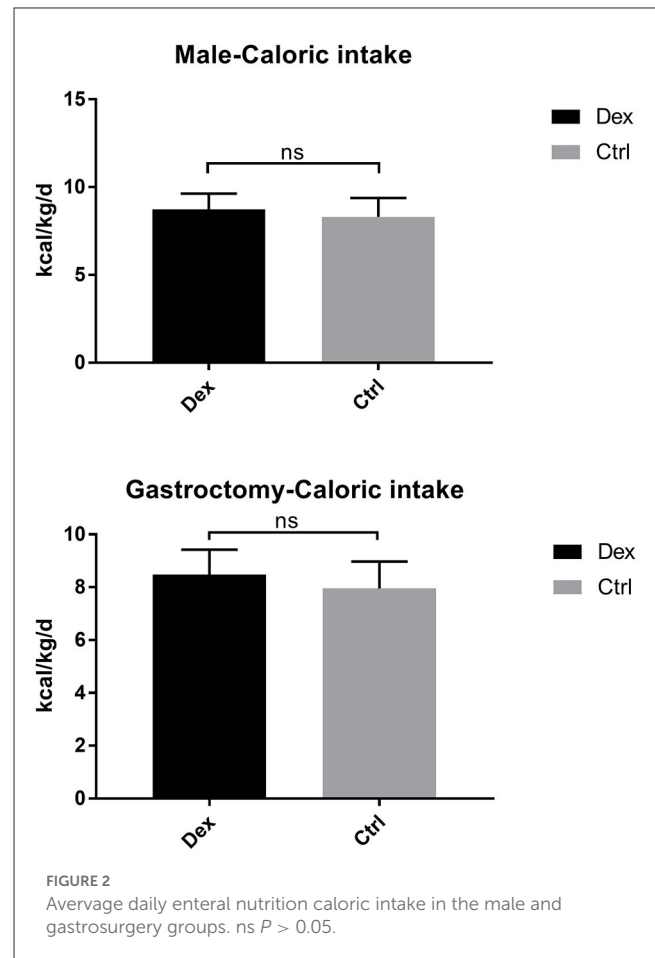 Male-Caloric intake
15
10
5
0
kcal/kg/d
ns
Dex
Ctrl
Dex
Ctrl
Gastroctomy-Caloric intake
10
8
6
4
2
0
kcal/kg/d
ns
Dex
Ctrl
Dex
Ctrl
FIGURE 2
Avervage daily enteral nutrition caloric intake in the male and
gastrosurgery groups. ns P > 0.05.